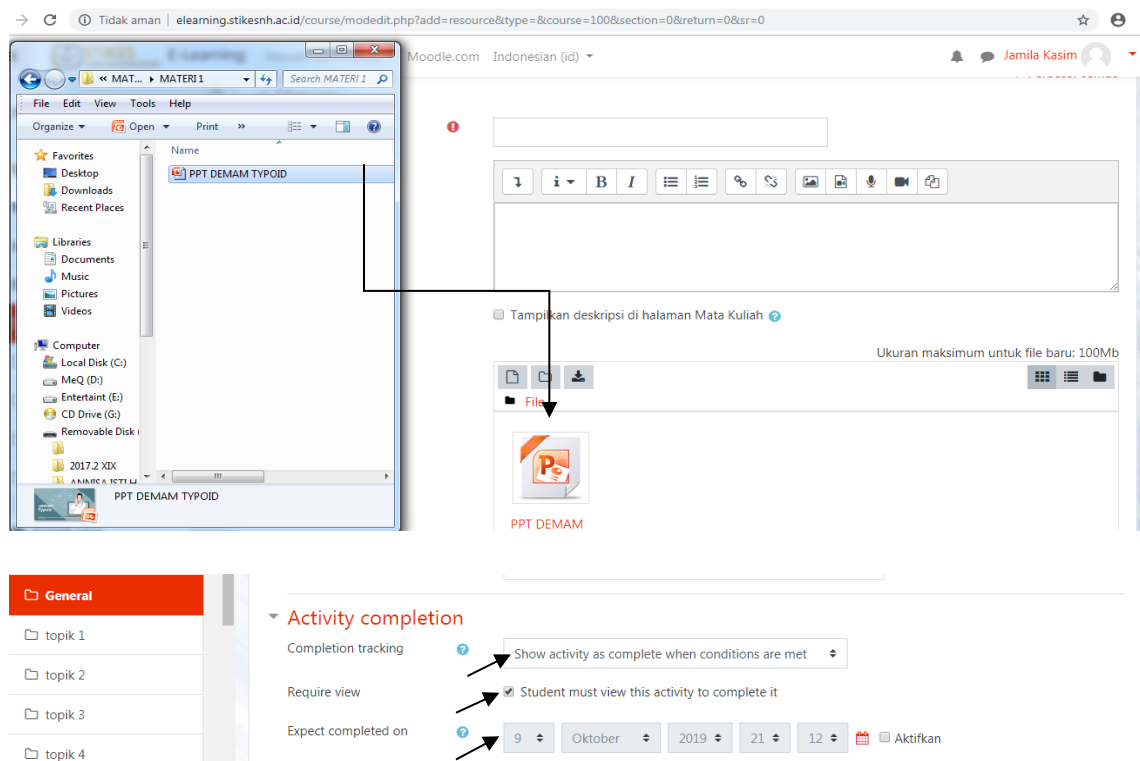 Tidak aman | elearning.stikesnh.ac.id/course/modedit.php?add=resource&type=&course=100&section=0&return=0&sr=0
Moodle.com Indonesian (id)
Jamila Kasim
« MAT... MATERI 1
Search MATERI 1
File Edit View Tools Help
Organize Open Print »
Name
PPT DEMAM TYPOID
Favorites
Desktop
Downloads
Recent Places
Libraries
Documents
Music
Pictures
Videos
Computer
Local Disk (C:)
MeQ (D:)
Entertaint (E:)
CD Drive (G:)
Removable Disk
2017.2 XIX
PPT DEMAM TYPOID
Tampilkan deskripsi di halaman Mata Kuliah
Ukuran maksimum untuk file baru: 100Mb
File
PPT DEMAM
General
topik 1
topik 2
topik 3
topik 4
Activity completion
Completion tracking
Show activity as complete when conditions are met
Require view
Student must view this activity to complete it
Expect completed on
9 Oktober 2019 21 12 Aktifkan